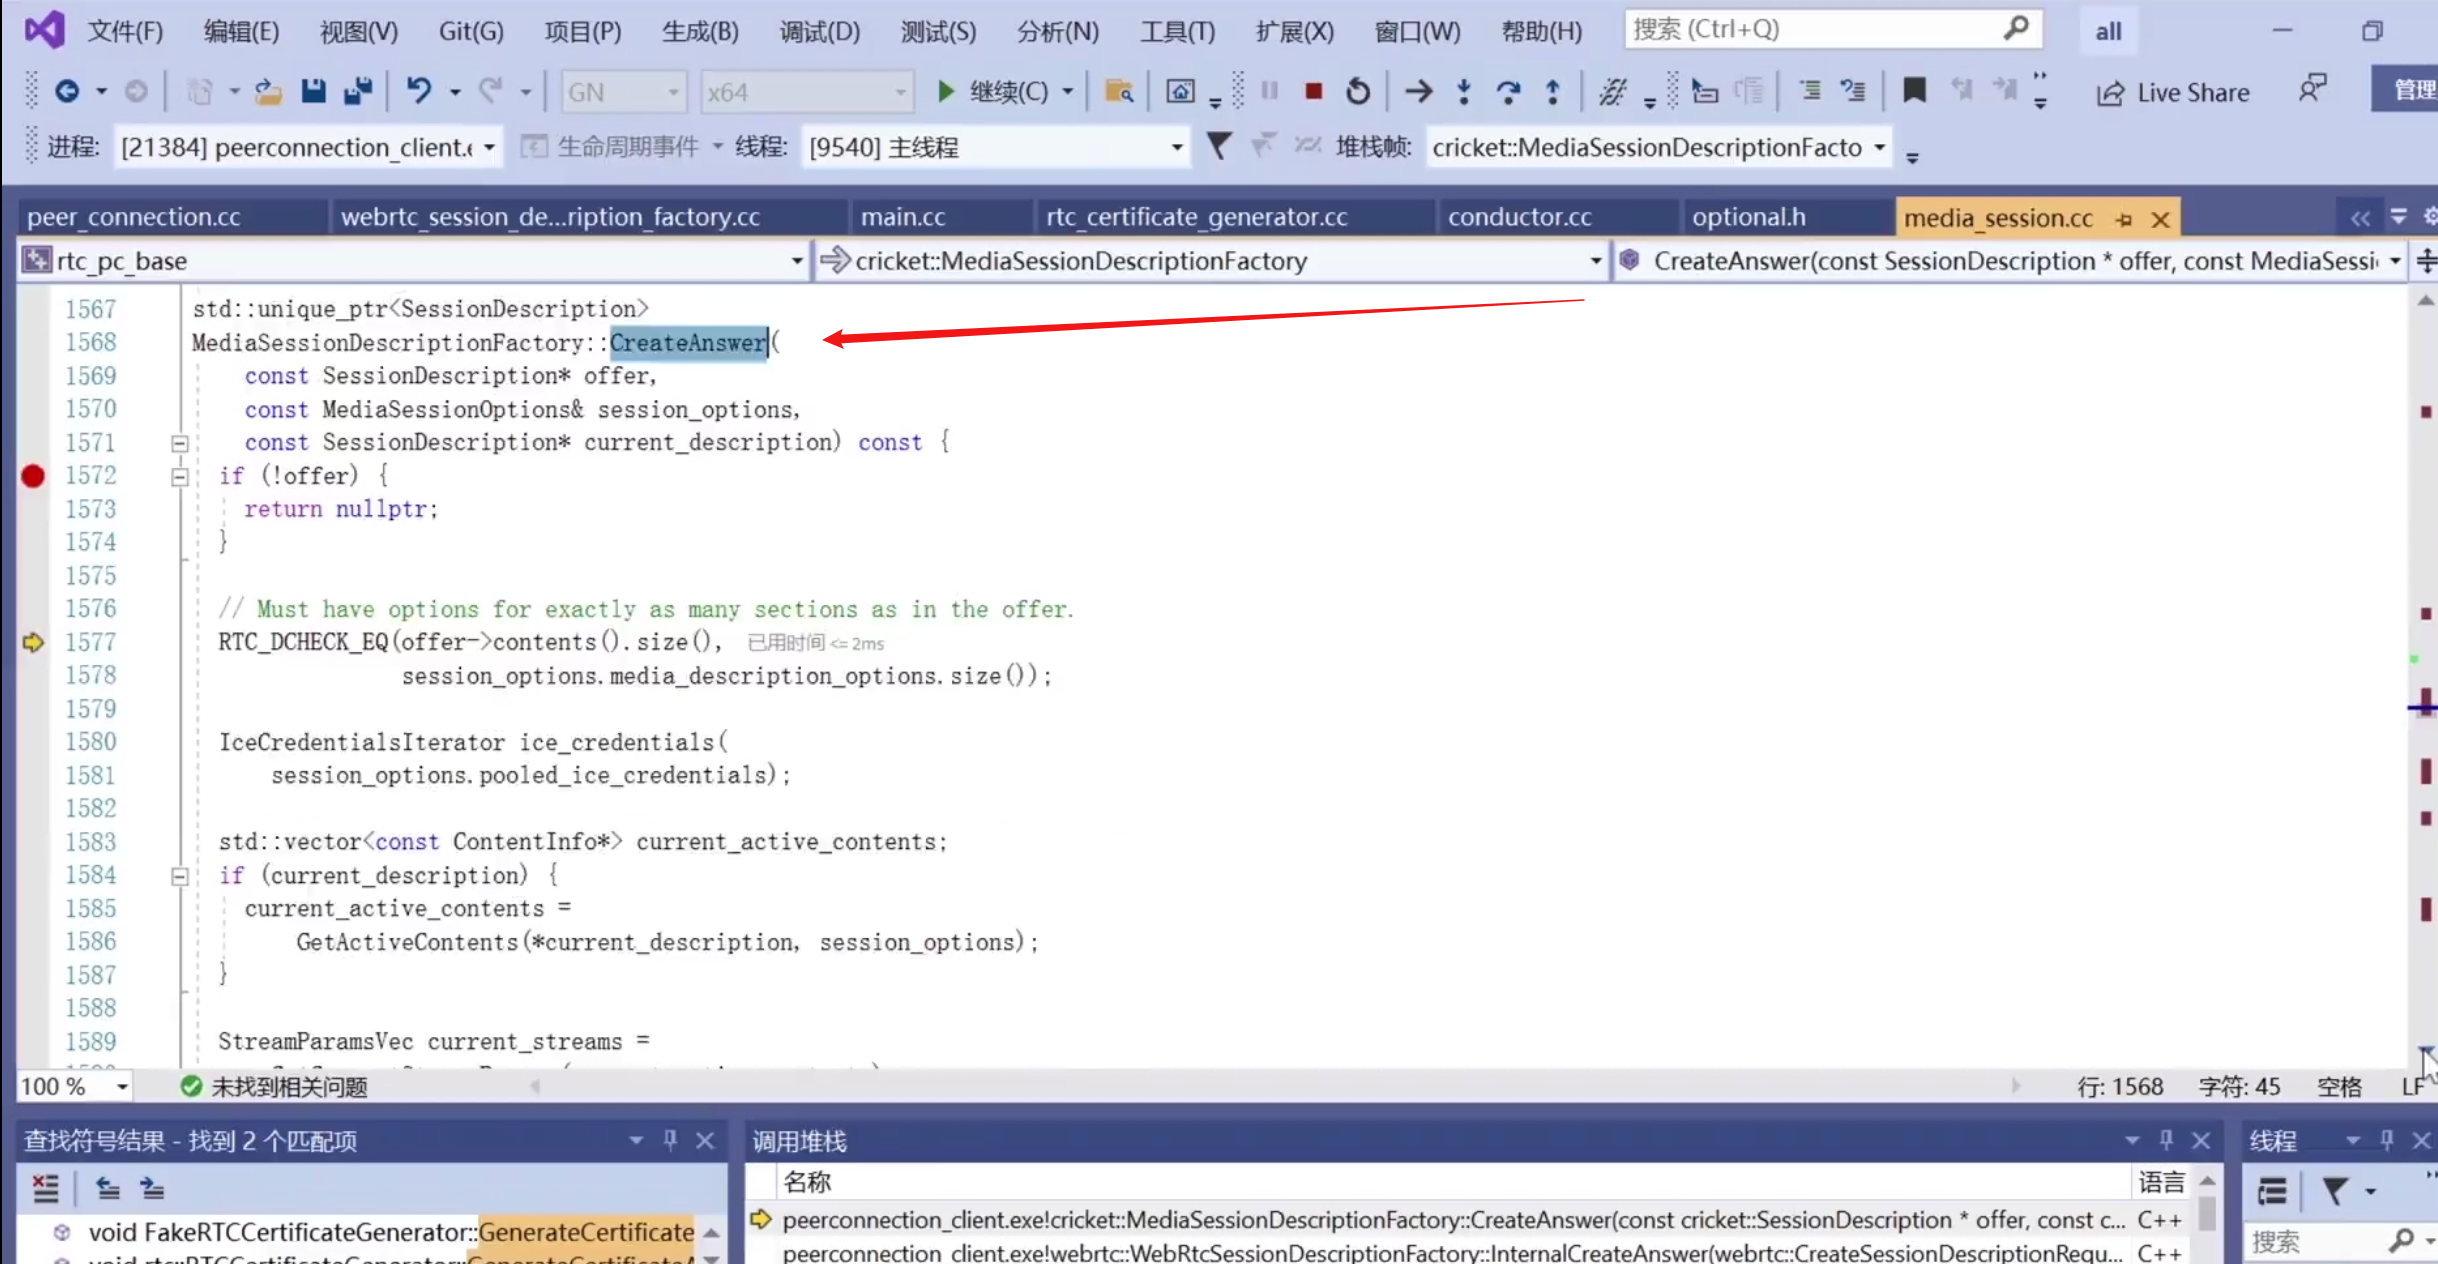 文件(F) 编辑(E) 视图(V) Git(G) 项目(P) 生成(B) 调试(D) 测试(S) 分析(N) 工具(T) 扩展(X) 窗口(W) 帮助(H) 搜索 (Ctrl+Q) all
GN x64 继续(C) Live Share 管理
进程: [21384] peerconnection_client.e 生命周期事件 线程: [9540] 主线程 堆栈帧: cricket::MediaSessionDescriptionFacto
peer_connection.cc webrtc_session_de...ription_factory.cc main.cc rtc_certificate_generator.cc conductor.cc optional.h media_session.cc
rtc_pc_base cricket::MediaSessionDescriptionFactory CreateAnswer(const SessionDescription * offer, const MediaSessi
1567 std::unique_ptr<SessionDescription>
1568 MediaSessionDescriptionFactory::CreateAnswer(
1569 const SessionDescription* offer,
1570 const MediaSessionOptions& session_options,
1571 const SessionDescription* current_description) const {
1572 if (!offer) {
1573 return nullptr;
1574 }
1575
1576 // Must have options for exactly as many sections as in the offer.
1577 RTC_DCHECK_EQ(offer->contents().size(), 已用时间 <= 2ms
1578 session_options.media_description_options.size());
1579
1580 IceCredentialsIterator ice_credentials(
1581 session_options.pooled_ice_credentials);
1582
1583 std::vector<const ContentInfo*> current_active_contents;
1584 if (current_description) {
1585 current_active_contents =
1586 GetActiveContents(*current_description, session_options);
1587 }
1588
1589 StreamParamsVec current_streams =
100 % 未找到相关问题 行: 1568 字符: 45 空格 LF
查找符号结果 - 找到 2 个匹配项 调用堆栈 线程
名称 语言
peerconnection_client.exe!cricket::MediaSessionDescriptionFactory::CreateAnswer(const cricket::SessionDescription * offer, const c... C++
void FakeRTCCertificateGenerator::GenerateCertificate
peerconnection_client.exe!webrtc::WebRtcSessionDescriptionFactory::InternalCreateAnswer(webrtc::CreateSessionDescriptionRequ... C++
搜索